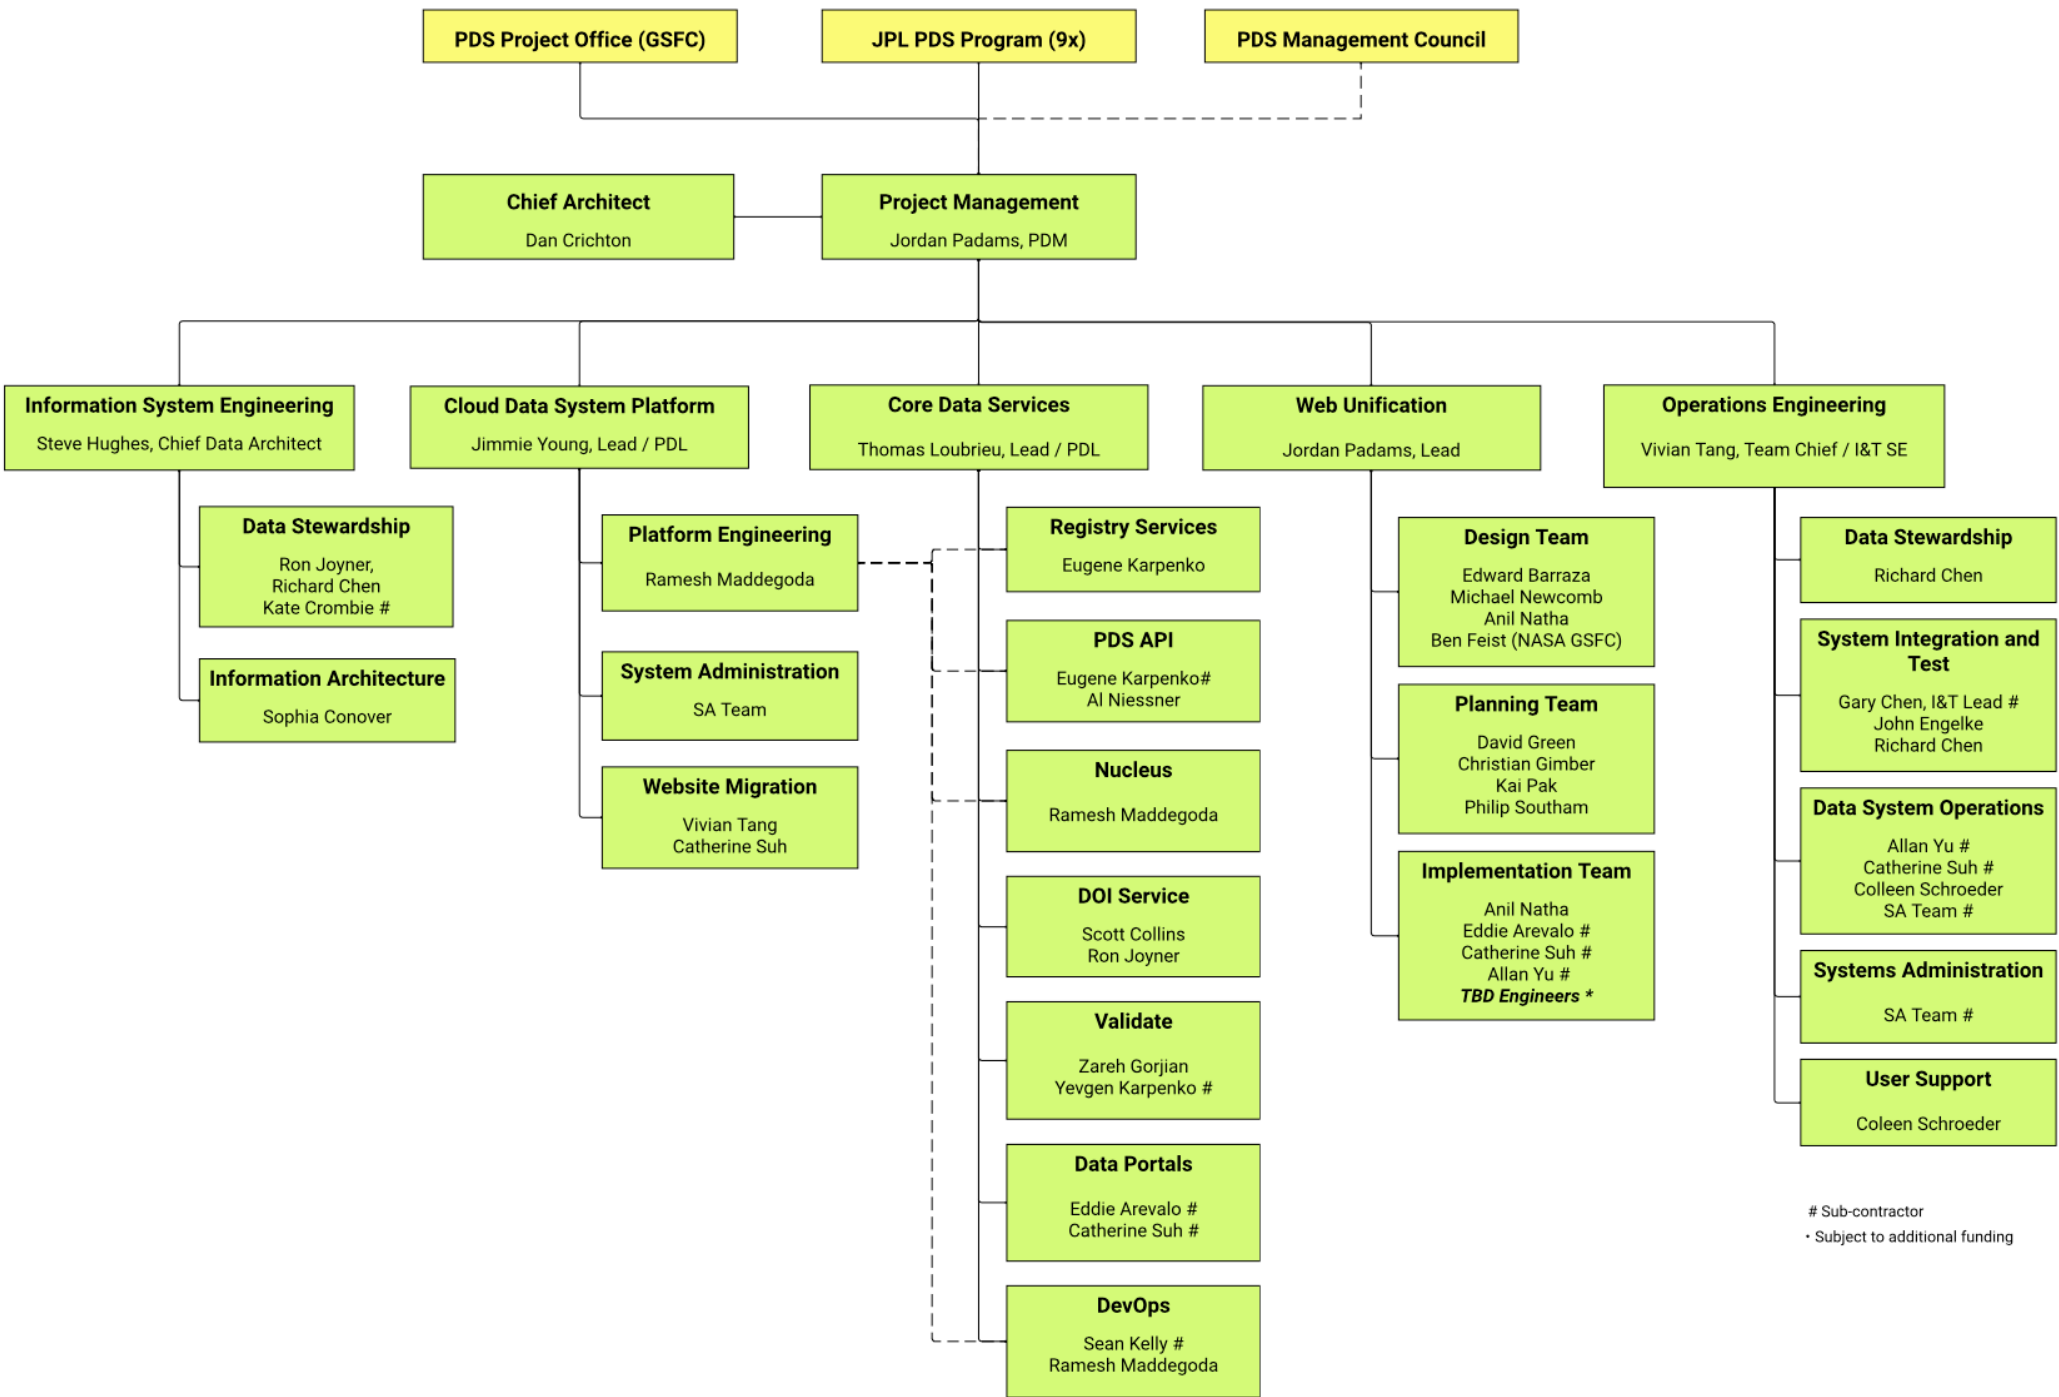 PDS Project Office (GSFC)
JPL PDS Program (9x)
PDS Management Council
Chief Architect
Dan Crichton
Project Management
Jordan Padams, PDM
Information System Engineering
Steve Hughes, Chief Data Architect
Data Stewardship
Ron Joyner,
Richard Chen
Kate Crombie #
Information Architecture
Sophia Conover
Cloud Data System Platform
Jimmie Young, Lead / PDL
Platform Engineering
Ramesh Maddegoda
System Administration
SA Team
Website Migration
Vivian Tang
Catherine Suh
Core Data Services
Thomas Loubrieu, Lead / PDL
Registry Services
Eugene Karpenko
PDS API
Eugene Karpenko#
Al Niessner
Nucleus
Ramesh Maddegoda
DOI Service
Scott Collins
Ron Joyner
Validate
Zareh Gorjian
Yevgen Karpenko #
Data Portals
Eddie Arevalo #
Catherine Suh #
DevOps
Sean Kelly #
Ramesh Maddegoda
Web Unification
Jordan Padams, Lead
Design Team
Edward Barraza
Michael Newcomb
Anil Natha
Ben Feist (NASA GSFC)
Planning Team
David Green
Christian Gimber
Kai Pak
Philip Southam
Implementation Team
Anil Natha
Eddie Arevalo #
Catherine Suh #
Allan Yu #
TBD Engineers *
Operations Engineering
Vivian Tang, Team Chief / I&T SE
Data Stewardship
Richard Chen
System Integration and
Test
Gary Chen, I&T Lead #
John Engelke
Richard Chen
Data System Operations
Allan Yu #
Catherine Suh #
Colleen Schroeder
SA Team #
Systems Administration
SA Team #
User Support
Coleen Schroeder
# Sub-contractor
• Subject to additional funding